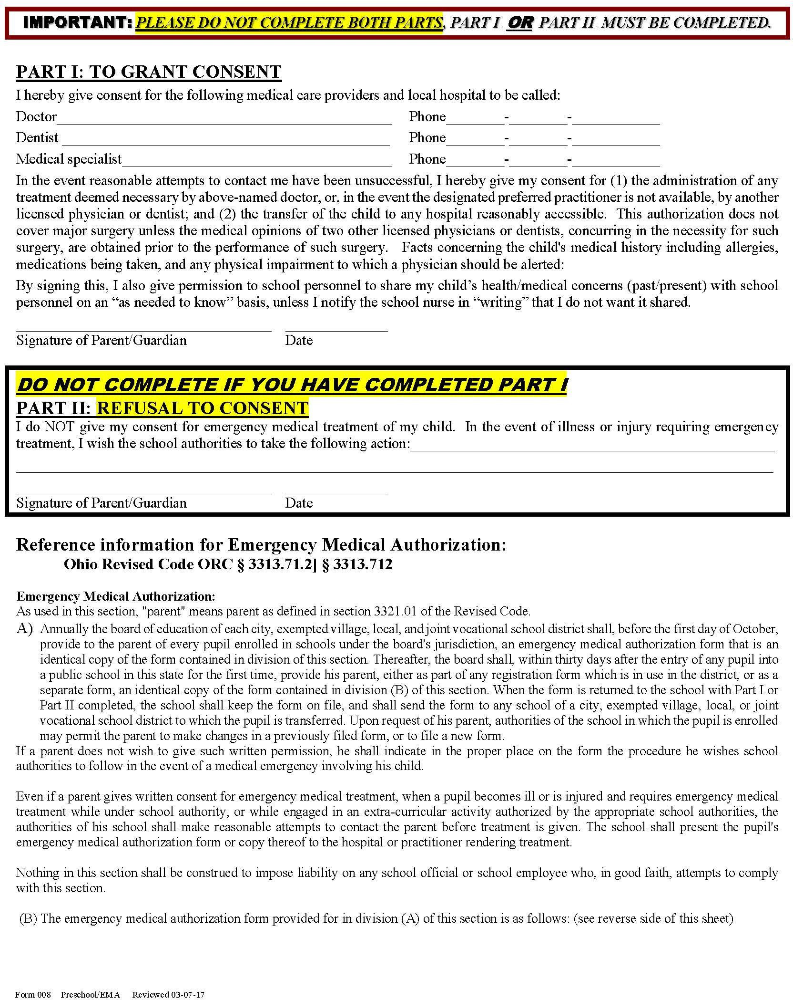 IMPORTANT: PLEASE DO NOT COMPLETE BOTH PARTS, PART I. OR PART II. MUST BE COMPLETED.
PART I: TO GRANT CONSENT
I hereby give consent for the following medical care providers and local hospital to be called:
Doctor____________________ Phone________-________-____________
Dentist ____________________ Phone________-________-____________
Medical specialist____________________ Phone________-________-____________
In the event reasonable attempts to contact me have been unsuccessful, I hereby give my consent for (1) the administration of any
treatment deemed necessary by above-named doctor, or, in the event the designated preferred practitioner is not available, by another
licensed physician or dentist; and (2) the transfer of the child to any hospital reasonably accessible. This authorization does not
cover major surgery unless the medical opinions of two other licensed physicians or dentists, concurring in the necessity for such
surgery, are obtained prior to the performance of such surgery. Facts concerning the child's medical history including allergies,
medications being taken, and any physical impairment to which a physician should be alerted:
By signing this, I also give permission to school personnel to share my child’s health/medical concerns (past/present) with school
personnel on an “as needed to know” basis, unless I notify the school nurse in “writing” that I do not want it shared.
Signature of Parent/Guardian Date
DO NOT COMPLETE IF YOU HAVE COMPLETED PART I
PART II: REFUSAL TO CONSENT
I do NOT give my consent for emergency medical treatment of my child. In the event of illness or injury requiring emergency
treatment, I wish the school authorities to take the following action:____________________
Signature of Parent/Guardian Date
Reference information for Emergency Medical Authorization:
Ohio Revised Code ORC § 3313.71.2] § 3313.712
Emergency Medical Authorization:
As used in this section, "parent" means parent as defined in section 3321.01 of the Revised Code.
A) Annually the board of education of each city, exempted village, local, and joint vocational school district shall, before the first day of October,
provide to the parent of every pupil enrolled in schools under the board's jurisdiction, an emergency medical authorization form that is an
identical copy of the form contained in division of this section. Thereafter, the board shall, within thirty days after the entry of any pupil into
a public school in this state for the first time, provide his parent, either as part of any registration form which is in use in the district, or as a
separate form, an identical copy of the form contained in division (B) of this section. When the form is returned to the school with Part I or
Part II completed, the school shall keep the form on file, and shall send the form to any school of a city, exempted village, local, or joint
vocational school district to which the pupil is transferred. Upon request of his parent, authorities of the school in which the pupil is enrolled
may permit the parent to make changes in a previously filed form, or to file a new form.
If a parent does not wish to give such written permission, he shall indicate in the proper place on the form the procedure he wishes school
authorities to follow in the event of a medical emergency involving his child.
Even if a parent gives written consent for emergency medical treatment, when a pupil becomes ill or is injured and requires emergency medical
treatment while under school authority, or while engaged in an extra-curricular activity authorized by the appropriate school authorities, the
authorities of his school shall make reasonable attempts to contact the parent before treatment is given. The school shall present the pupil's
emergency medical authorization form or copy thereof to the hospital or practitioner rendering treatment.
Nothing in this section shall be construed to impose liability on any school official or school employee who, in good faith, attempts to comply
with this section.
(B) The emergency medical authorization form provided for in division (A) of this section is as follows: (see reverse side of this sheet)
Form 008 Preschool/EMA Reviewed 03-07-17